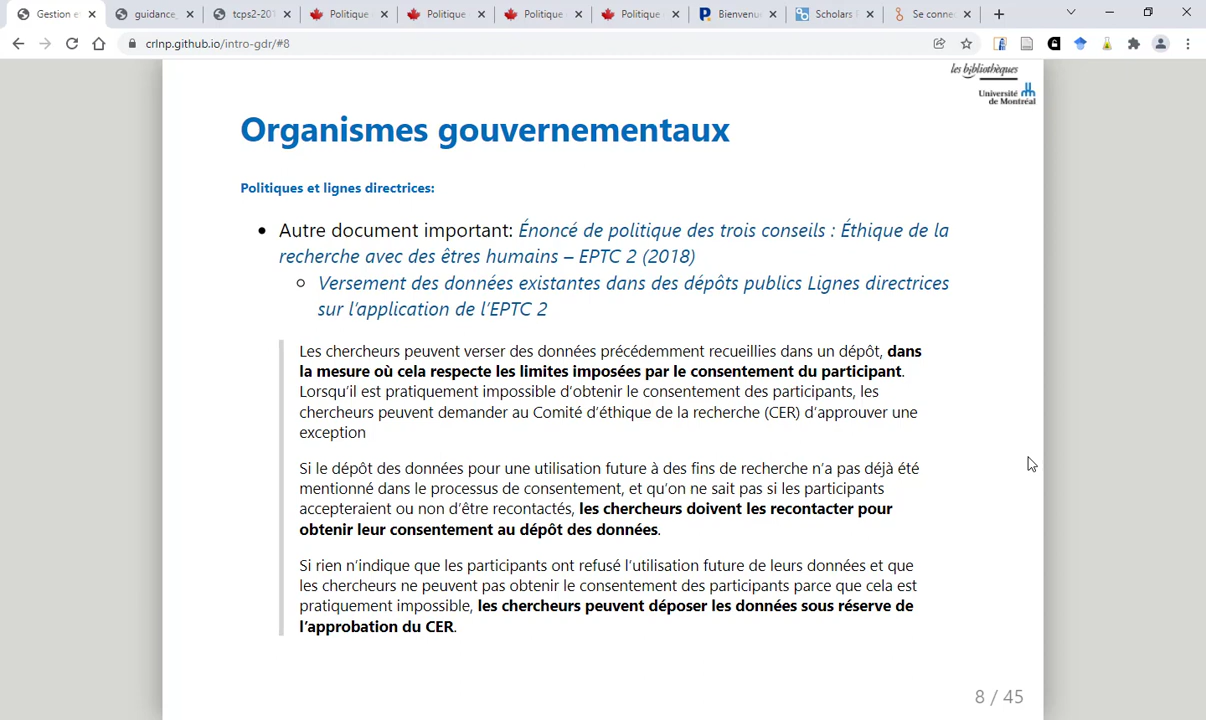 Gestion e
guidance
tcps2-201
Politique
Politique
Politique
Politique
Bienvenu
Scholars
Se conne
crlnp.github.io/intro-gdr/#8
les bibliothèques
Université
de Montréal
Organismes gouvernementaux
Politiques et lignes directrices:
Autre document important: Énoncé de politique des trois conseils : Éthique de la
recherche avec des êtres humains – EPTC 2 (2018)
Versement des données existantes dans des dépôts publics Lignes directrices
sur l’application de l’EPTC 2
Les chercheurs peuvent verser des données précédemment recueillies dans un dépôt, dans
la mesure où cela respecte les limites imposées par le consentement du participant.
Lorsqu’il est pratiquement impossible d’obtenir le consentement des participants, les
chercheurs peuvent demander au Comité d’éthique de la recherche (CER) d’approuver une
exception
Si le dépôt des données pour une utilisation future à des fins de recherche n’a pas déjà été
mentionné dans le processus de consentement, et qu’on ne sait pas si les participants
accepteraient ou non d’être recontactés, les chercheurs doivent les recontacter pour
obtenir leur consentement au dépôt des données.
Si rien n’indique que les participants ont refusé l’utilisation future de leurs données et que
les chercheurs ne peuvent pas obtenir le consentement des participants parce que cela est
pratiquement impossible, les chercheurs peuvent déposer les données sous réserve de
l’approbation du CER.
8 / 45